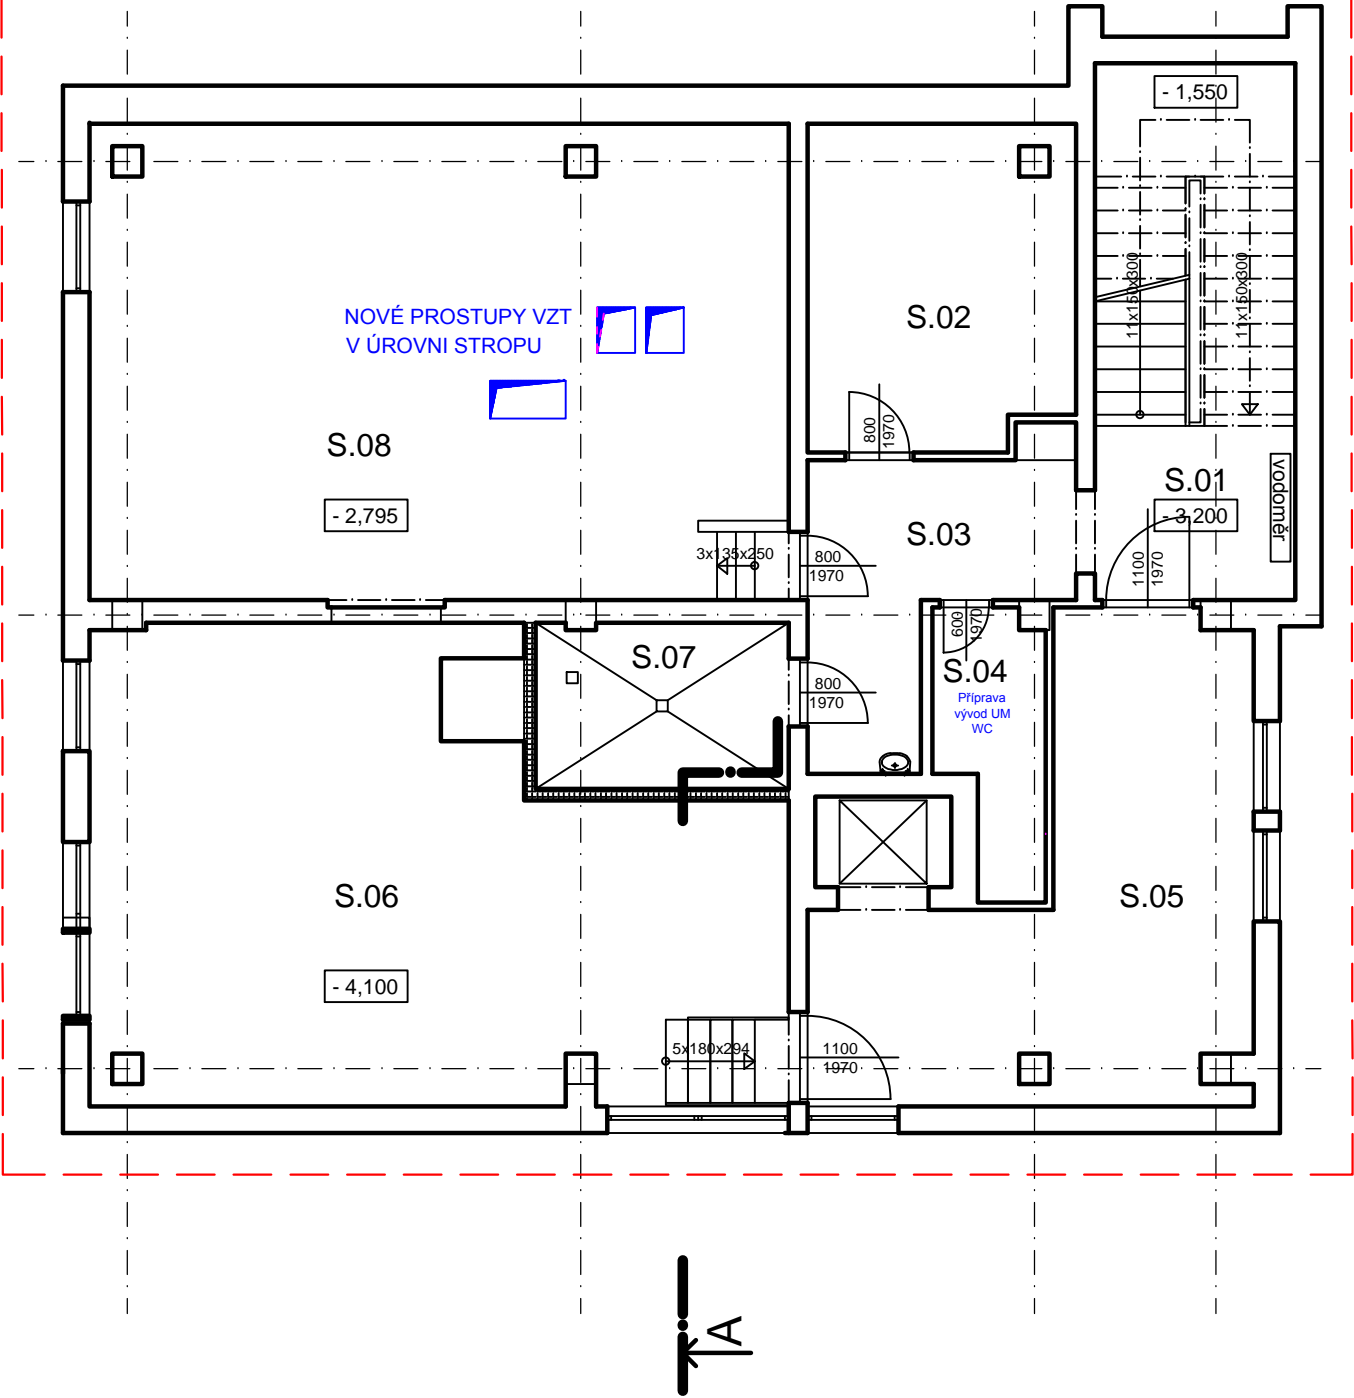 - 1,550
11x150x300
11x150x300
NOVÉ PROSTUPY VZT
V ÚROVNI STROPU
S.02
S.08
800
1970
S.01
- 3,200
vodoměr
- 2,795
S.03
3x135x250
800
1970
1100
1970
600
1970
S.07
S.04
800
1970
Příprava
vývod UM
WC
S.06
S.05
- 4,100
5x180x294
1100
1970
A